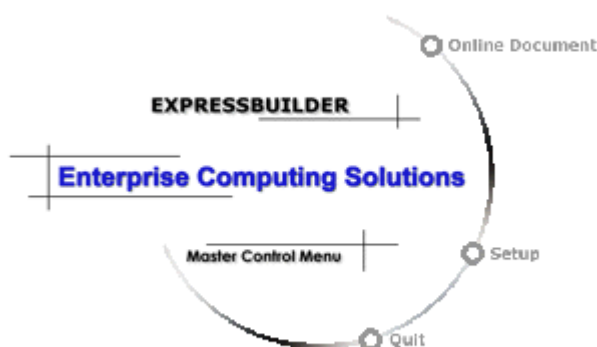 Online Document
EXPRESSBUILDER
Enterprise Computing Solutions
Master Control Menu
Setup
Quit